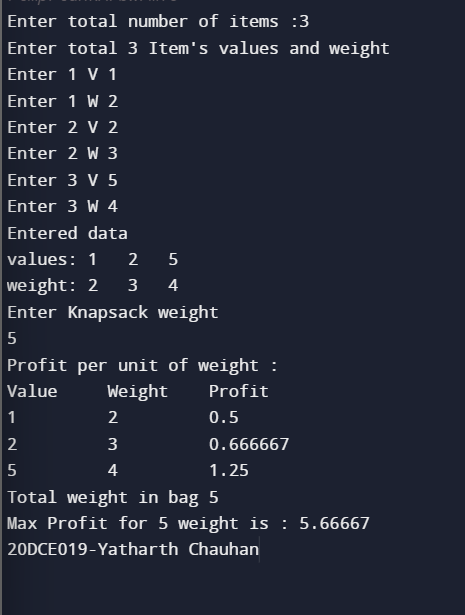 Enter total number of items :3
Enter total 3 Item's values and weight
Enter 1 V 1
Enter 1 W 2
Enter 2 V 2
Enter 2 W 3
Enter 3 V 5
Enter 3 W 4
Entered data
values: 1   2   5
weight: 2   3   4
Enter Knapsack weight
5
Profit per unit of weight :
Value     Weight    Profit
1         2         0.5
2         3         0.666667
5         4         1.25
Total weight in bag 5
Max Profit for 5 weight is : 5.66667
20DCE019-Yatharth Chauhan